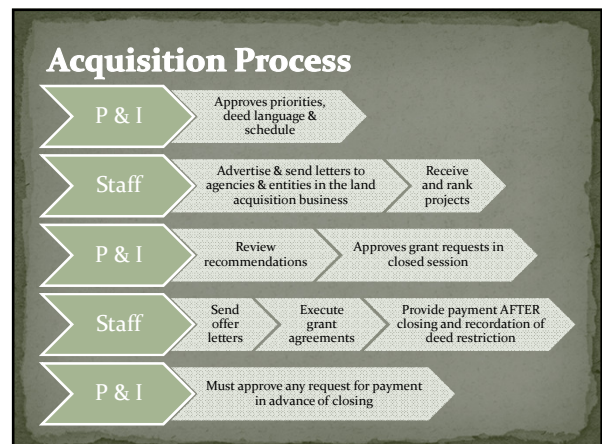 Acquisition Process
P & I
Approves priorities,
deed language &
schedule
Staff
Advertise & send letters to
agencies & entities in the land
acquisition business
Receive
and rank
projects
P & I
Review
recommendations
Approves grant requests in
closed session
Staff
Send
offer
letters
Execute
grant
agreements
Provide payment AFTER
closing and recordation of
deed restriction
P & I
Must approve any request for payment
in advance of closing